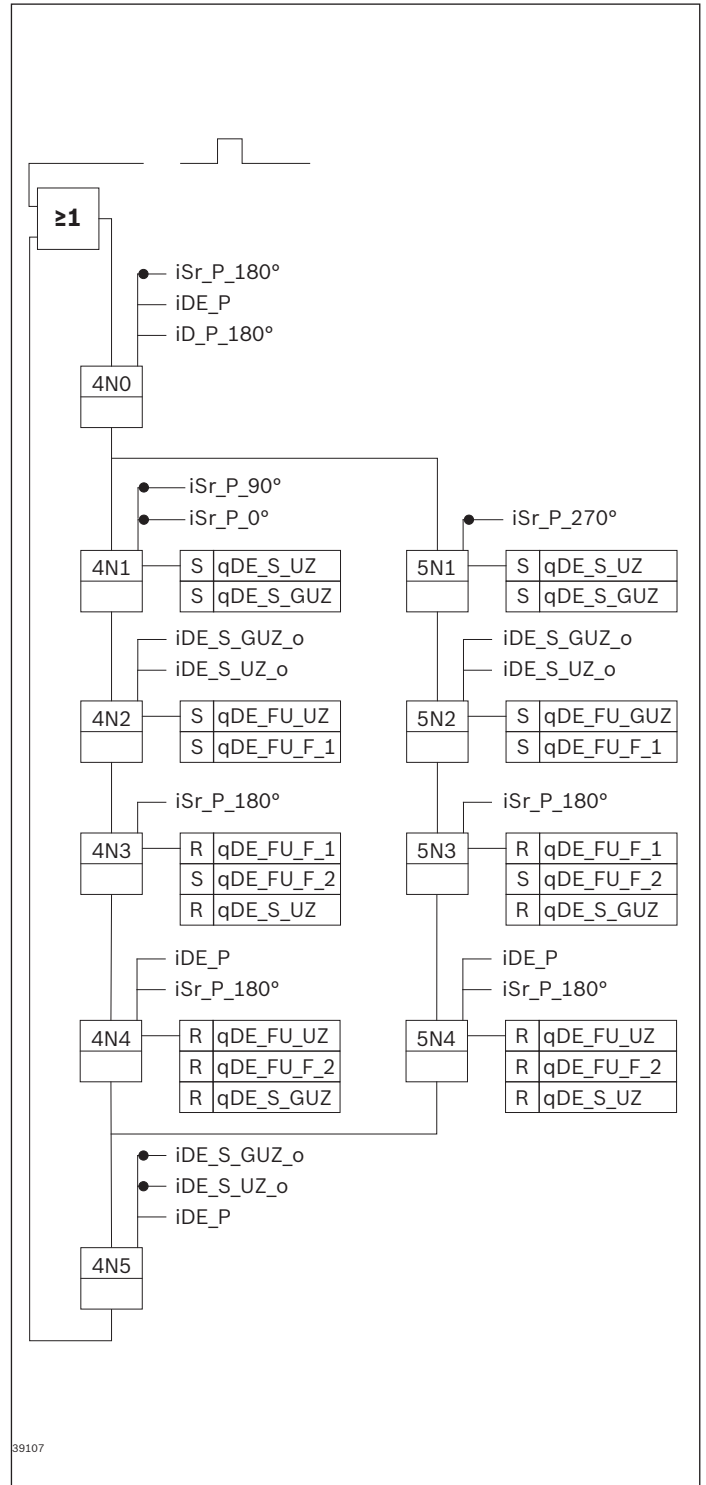 ≥1
iSr_P_180°
iDE_P
iD_P_180°
4N0
iSr_P_90°
iSr_P_0°
iSr_P_270°
4N1 S qDE_S_UZ 5N1 S qDE_S_UZ
S qDE_S_GUZ S qDE_S_GUZ
iDE_S_GUZ_o iDE_S_GUZ_o
iDE_S_UZ_o iDE_S_UZ_o
4N2 S qDE_FU_UZ 5N2 S qDE_FU_GUZ
S qDE_FU_F_1 S qDE_FU_F_1
iSr_P_180° iSr_P_180°
4N3 R qDE_FU_F_1 5N3 R qDE_FU_F_1
S qDE_FU_F_2 S qDE_FU_F_2
R qDE_S_UZ R qDE_S_GUZ
iDE_P iDE_P
iSr_P_180° iSr_P_180°
4N4 R qDE_FU_UZ 5N4 R qDE_FU_UZ
R qDE_FU_F_2 R qDE_FU_F_2
R qDE_S_GUZ R qDE_S_UZ
iDE_S_GUZ_o
iDE_S_UZ_o
iDE_P
4N5
39107